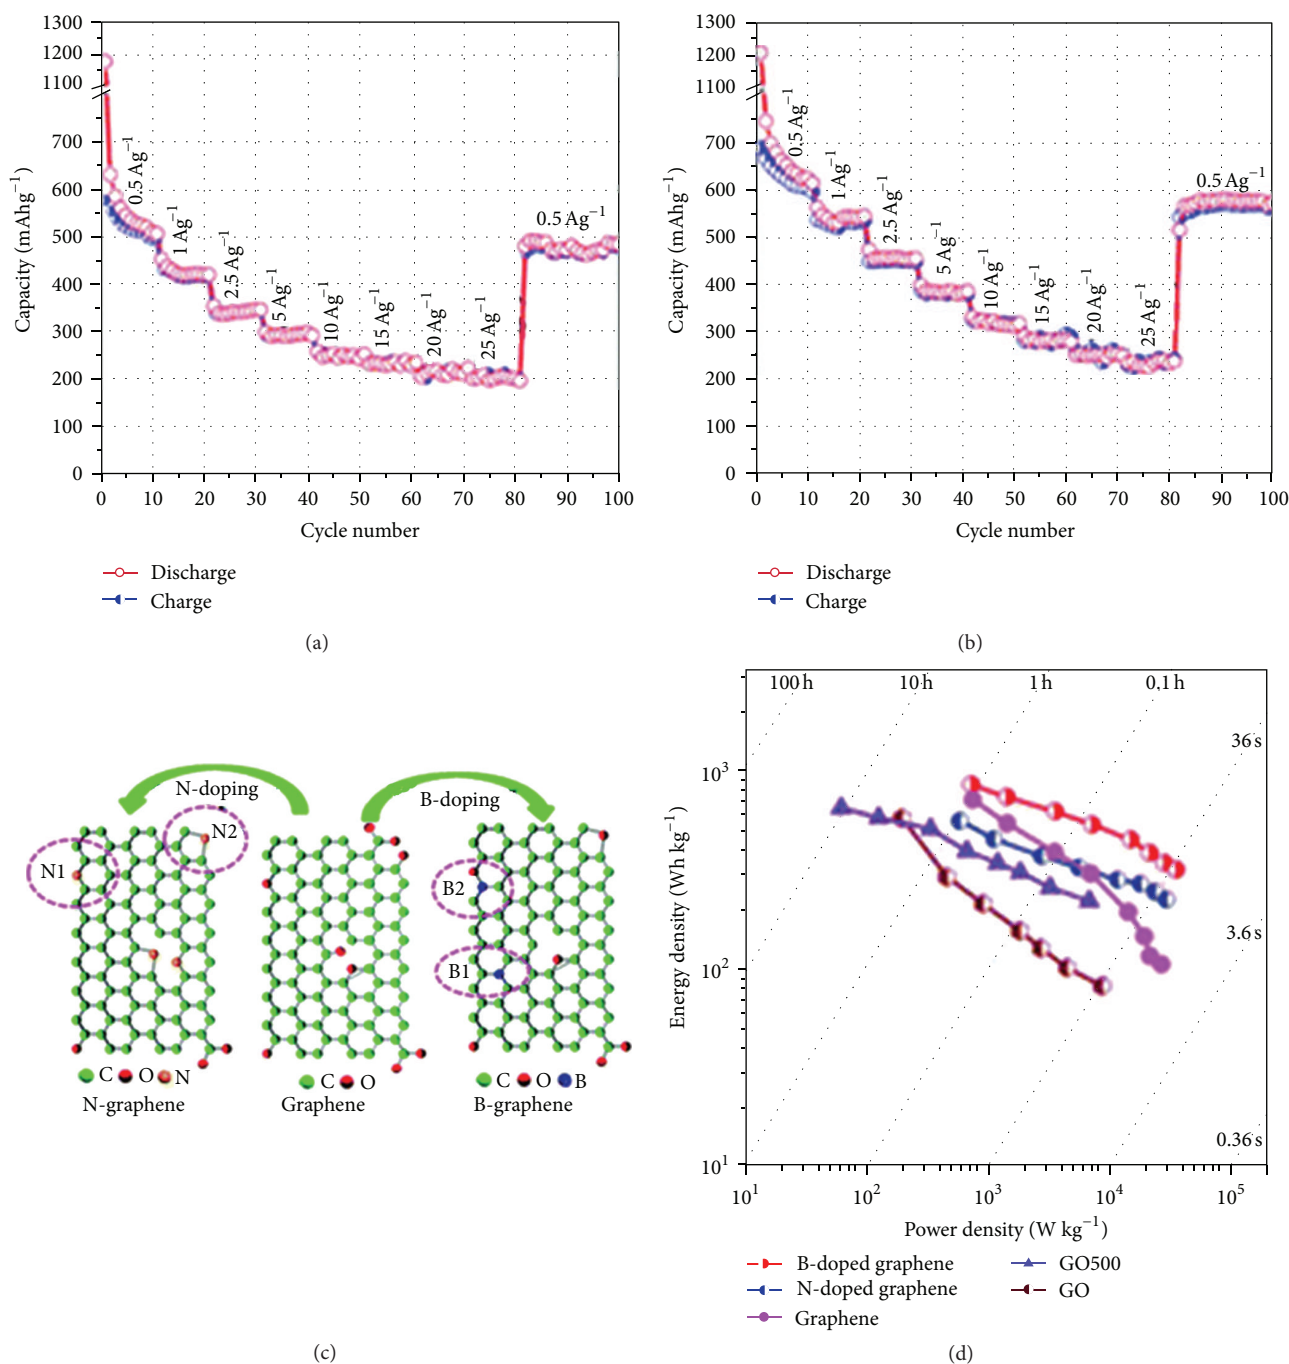 1300
1200
1100
700
600
500
400
300
200
100
0
Capacity (mAhg⁻¹)
0.5 Ag⁻¹
1 Ag⁻¹
2.5 Ag⁻¹
5 Ag⁻¹
10 Ag⁻¹
15 Ag⁻¹
20 Ag⁻¹
25 Ag⁻¹
0.5 Ag⁻¹
0 10 20 30 40 50 60 70 80 90 100
Cycle number
Discharge
Charge
(a)
1300
1200
1100
700
600
500
400
300
200
100
0
Capacity (mAhg⁻¹)
0.5 Ag⁻¹
1 Ag⁻¹
2.5 Ag⁻¹
5 Ag⁻¹
10 Ag⁻¹
15 Ag⁻¹
20 Ag⁻¹
25 Ag⁻¹
0.5 Ag⁻¹
0 10 20 30 40 50 60 70 80 90 100
Cycle number
Discharge
Charge
(b)
N-doping
B-doping
N1
N2
B2
B1
C O N
N-graphene
C O
Graphene
C O B
B-graphene
(c)
100 h
10 h
1 h
0.1 h
36 s
3.6 s
0.36 s
10³
10²
10¹
Energy density (Wh kg⁻¹)
10¹ 10² 10³ 10⁴ 10⁵
Power density (W kg⁻¹)
B-doped graphene
N-doped graphene
Graphene
GO500
GO
(d)